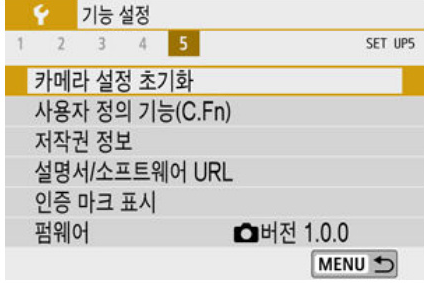 기능 설정
1 2 3 4 5 SET UP5
카메라 설정 초기화
사용자 정의 기능(C.Fn)
저작권 정보
설명서/소프트웨어 URL
인증 마크 표시
펌웨어 버전 1.0.0
MENU